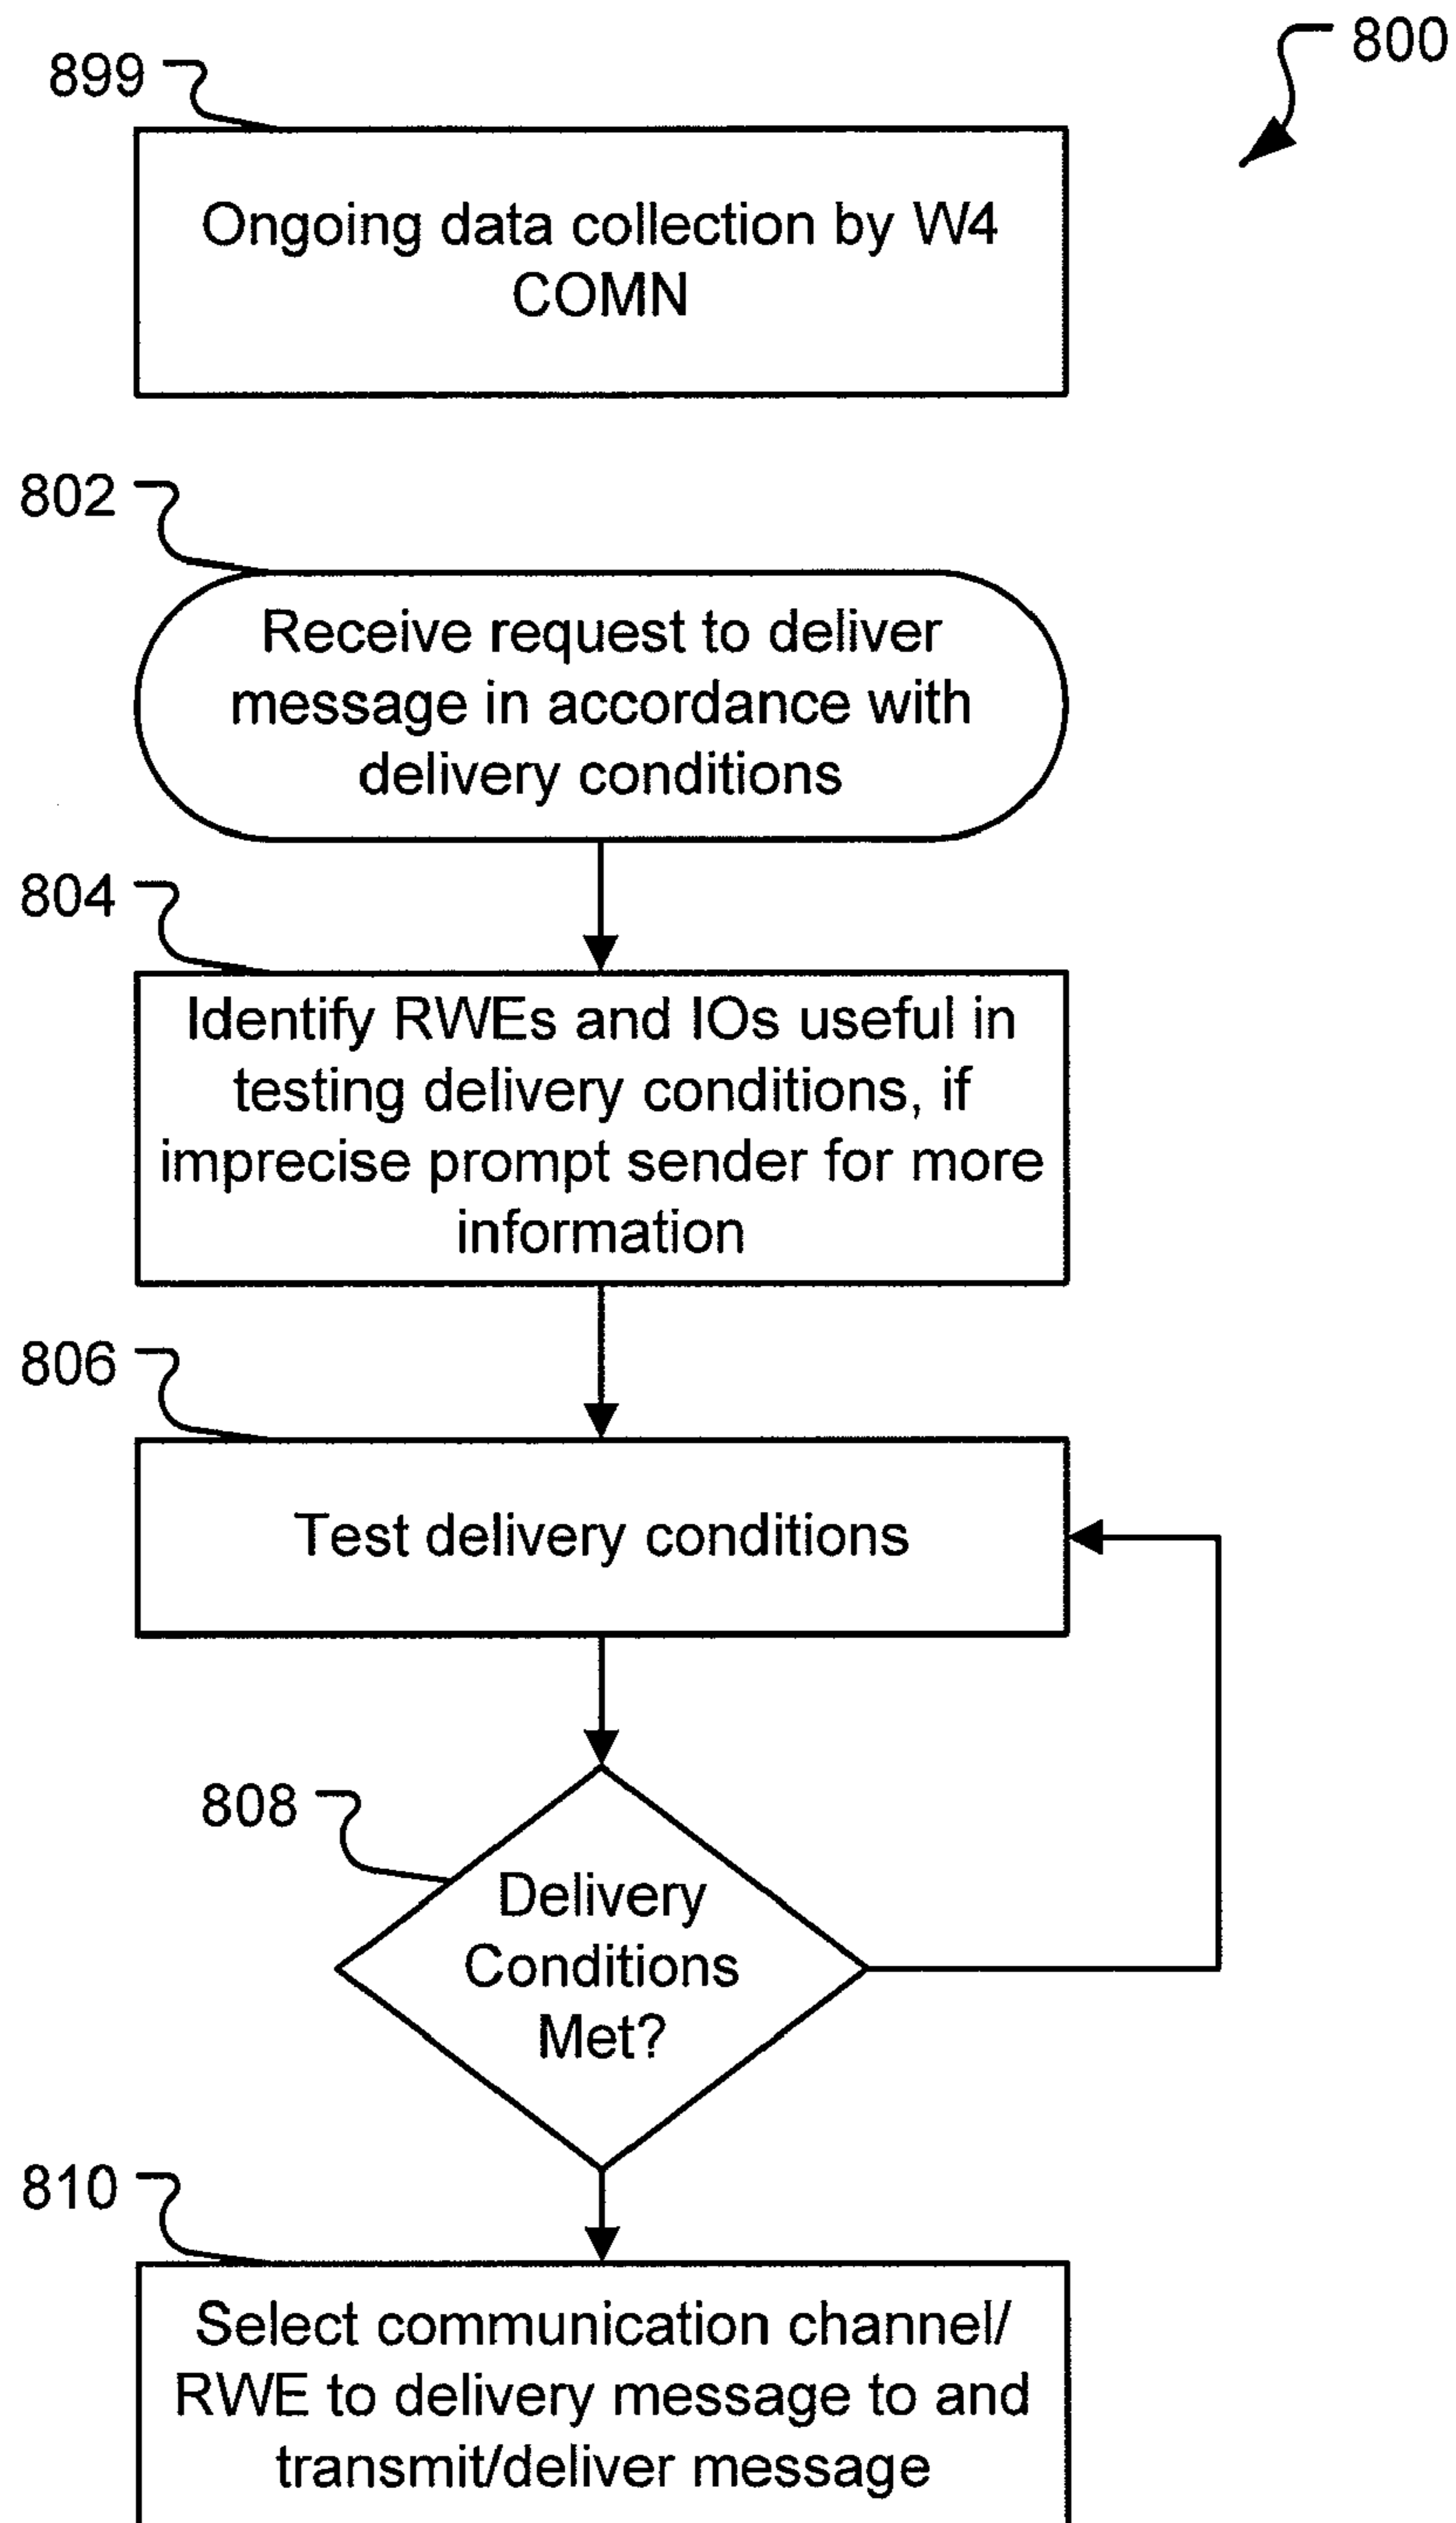 800
899
Ongoing data collection by W4
COMN
802
Receive request to deliver
message in accordance with
delivery conditions
804
Identify RWEs and IOs useful in
testing delivery conditions, if
imprecise prompt sender for more
information
806
Test delivery conditions
808
Delivery
Conditions
Met?
810
Select communication channel/
RWE to delivery message to and
transmit/deliver message